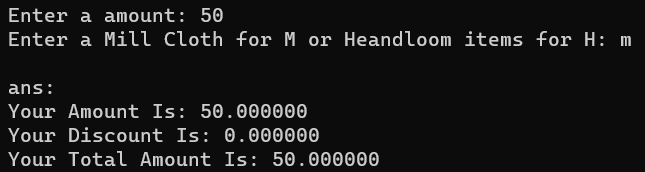 Enter a amount: 50
Enter a Mill Cloth for M or Heandloom items for H: m
ans:
Your Amount Is: 50.000000
Your Discount Is: 0.000000
Your Total Amount Is: 50.000000